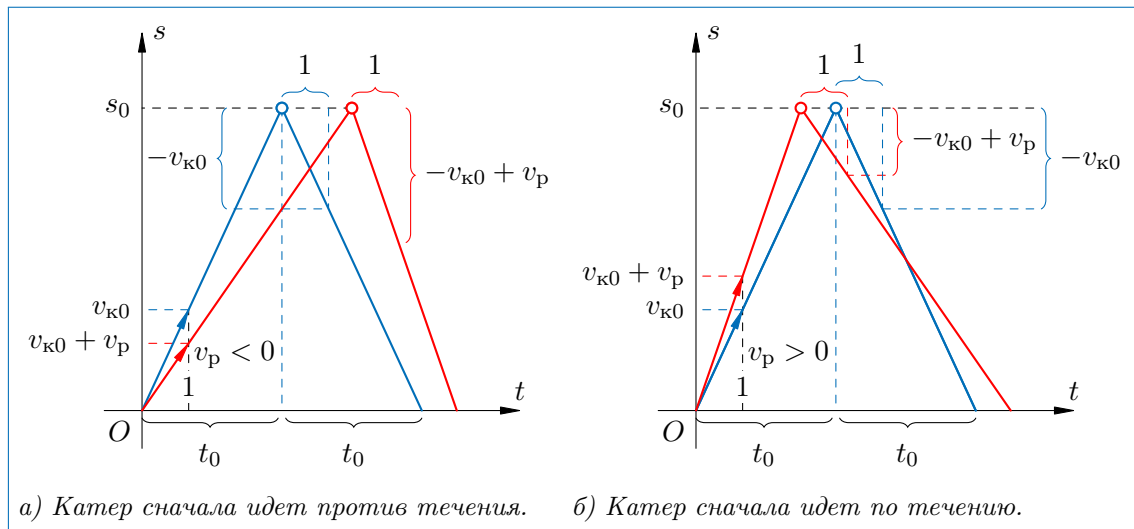 s
1
1
s₀
−vк0
−vк0 + vр
vк0
vк0 + vр
vр < 0
1
t
O
t₀
t₀
а) Катер сначала идет против течения.
s
1
1
s₀
−vк0 + vр
−vк0
vк0 + vр
vк0
vр > 0
1
t
O
t₀
t₀
б) Катер сначала идет по течению.